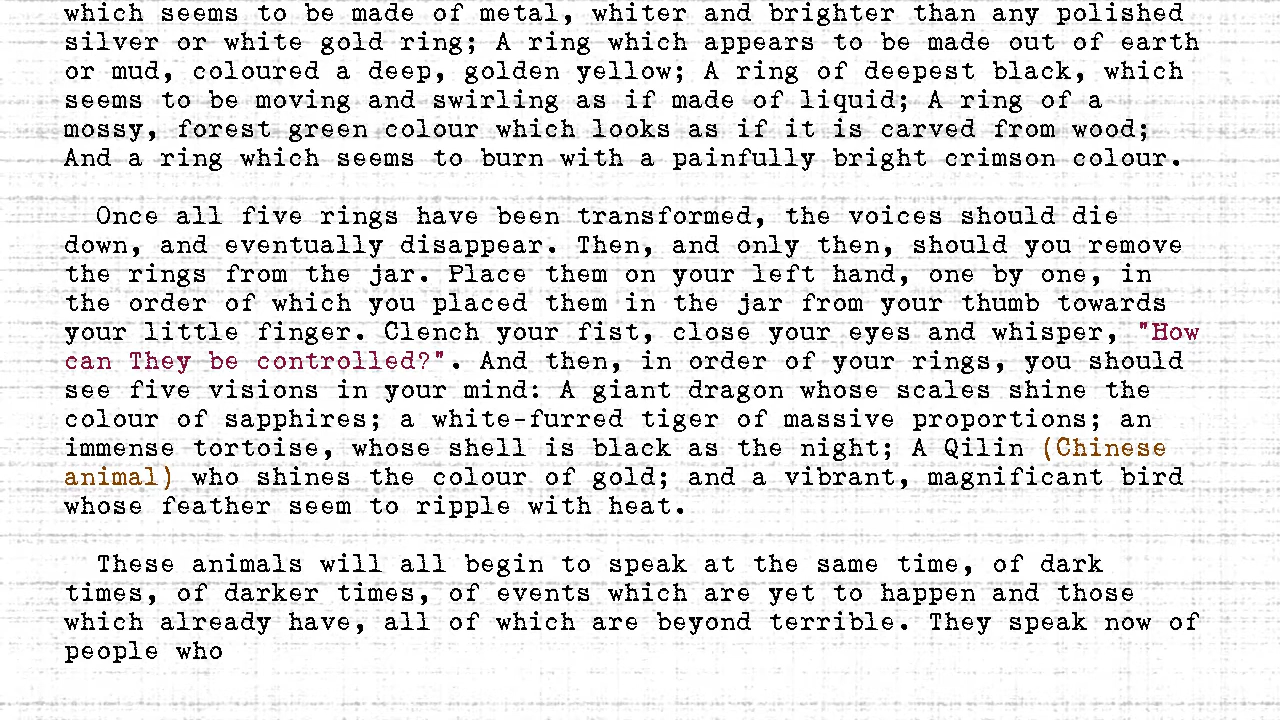 which seems to be made of metal, whiter and brighter than any polished
silver or white gold ring; A ring which appears to be made out of earth
or mud, coloured a deep, golden yellow; A ring of deepest black, which
seems to be moving and swirling as if made of liquid; A ring of a
mossy, forest green colour which looks as if it is carved from wood;
And a ring which seems to burn with a painfully bright crimson colour.
Once all five rings have been transformed, the voices should die
down, and eventually disappear. Then, and only then, should you remove
the rings from the jar. Place them on your left hand, one by one, in
the order of which you placed them in the jar from your thumb towards
your little finger. Clench your fist, close your eyes and whisper, "How
can They be controlled?". And then, in order of your rings, you should
see five visions in your mind: A giant dragon whose scales shine the
colour of sapphires; a white-furred tiger of massive proportions; an
immense tortoise, whose shell is black as the night; A Qilin (Chinese
animal) who shines the colour of gold; and a vibrant, magnificant bird
whose feather seem to ripple with heat.
These animals will all begin to speak at the same time, of dark
times, of darker times, of events which are yet to happen and those
which already have, all of which are beyond terrible. They speak now of
people who